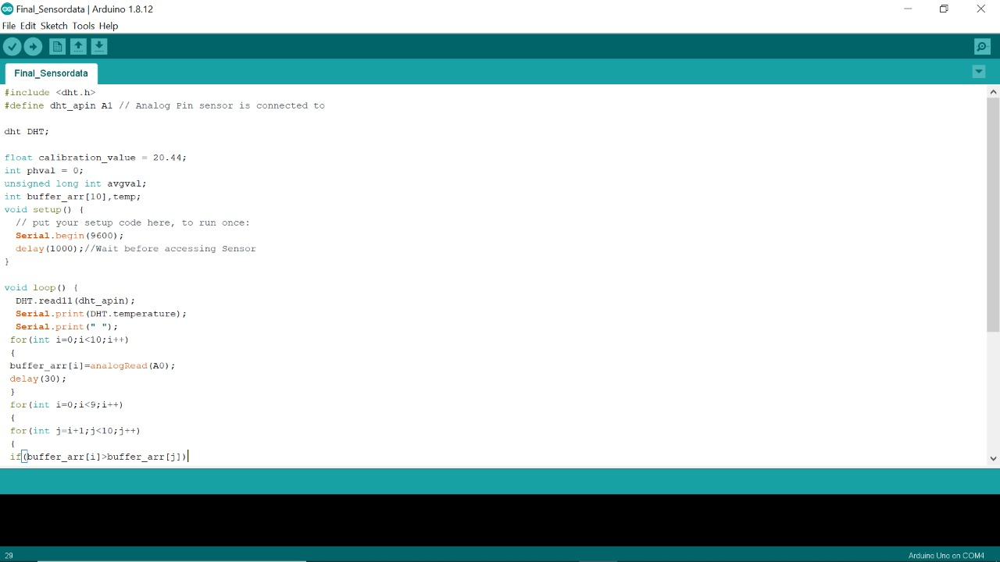 Final_Sensordata | Arduino 1.8.12
File Edit Sketch Tools Help
Final_Sensordata
#include <dht.h>
#define dht_apin A1 // Analog Pin sensor is connected to
dht DHT;
float calibration_value = 20.44;
int phval = 0;
unsigned long int avgval;
int buffer_arr[10],temp;
void setup() {
// put your setup code here, to run once:
Serial.begin(9600);
delay(1000);//Wait before accessing Sensor
}
void loop() {
DHT.read11(dht_apin);
Serial.print(DHT.temperature);
Serial.print(" ");
for(int i=0;i<10;i++)
{
buffer_arr[i]=analogRead(A0);
delay(30);
}
for(int i=0;i<9;i++)
{
for(int j=i+1;j<10;j++)
{
if(buffer_arr[i]>buffer_arr[j])
29
Arduino Uno on COM4